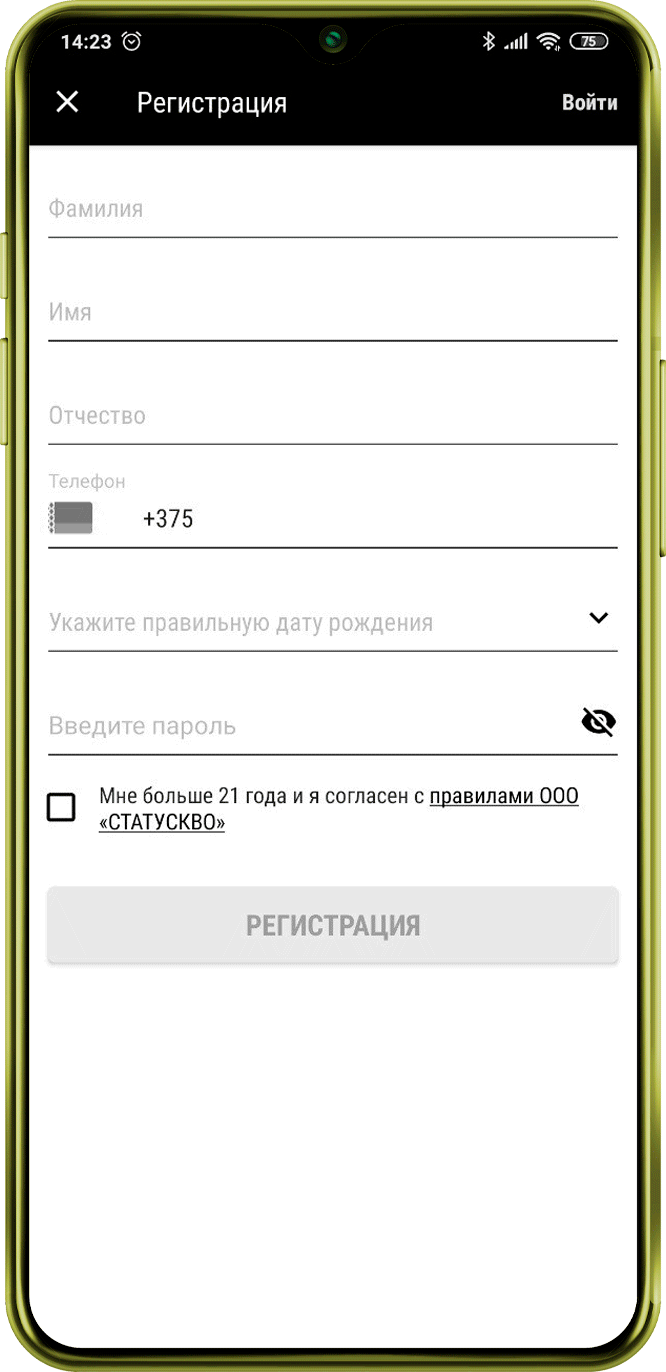 14:23
75
Регистрация
Войти
Фамилия
Имя
Отчество
Телефон
+375
Укажите правильную дату рождения
Введите пароль
Мне больше 21 года и я согласен с правилами ООО
«СТАТУСКВО»
РЕГИСТРАЦИЯ